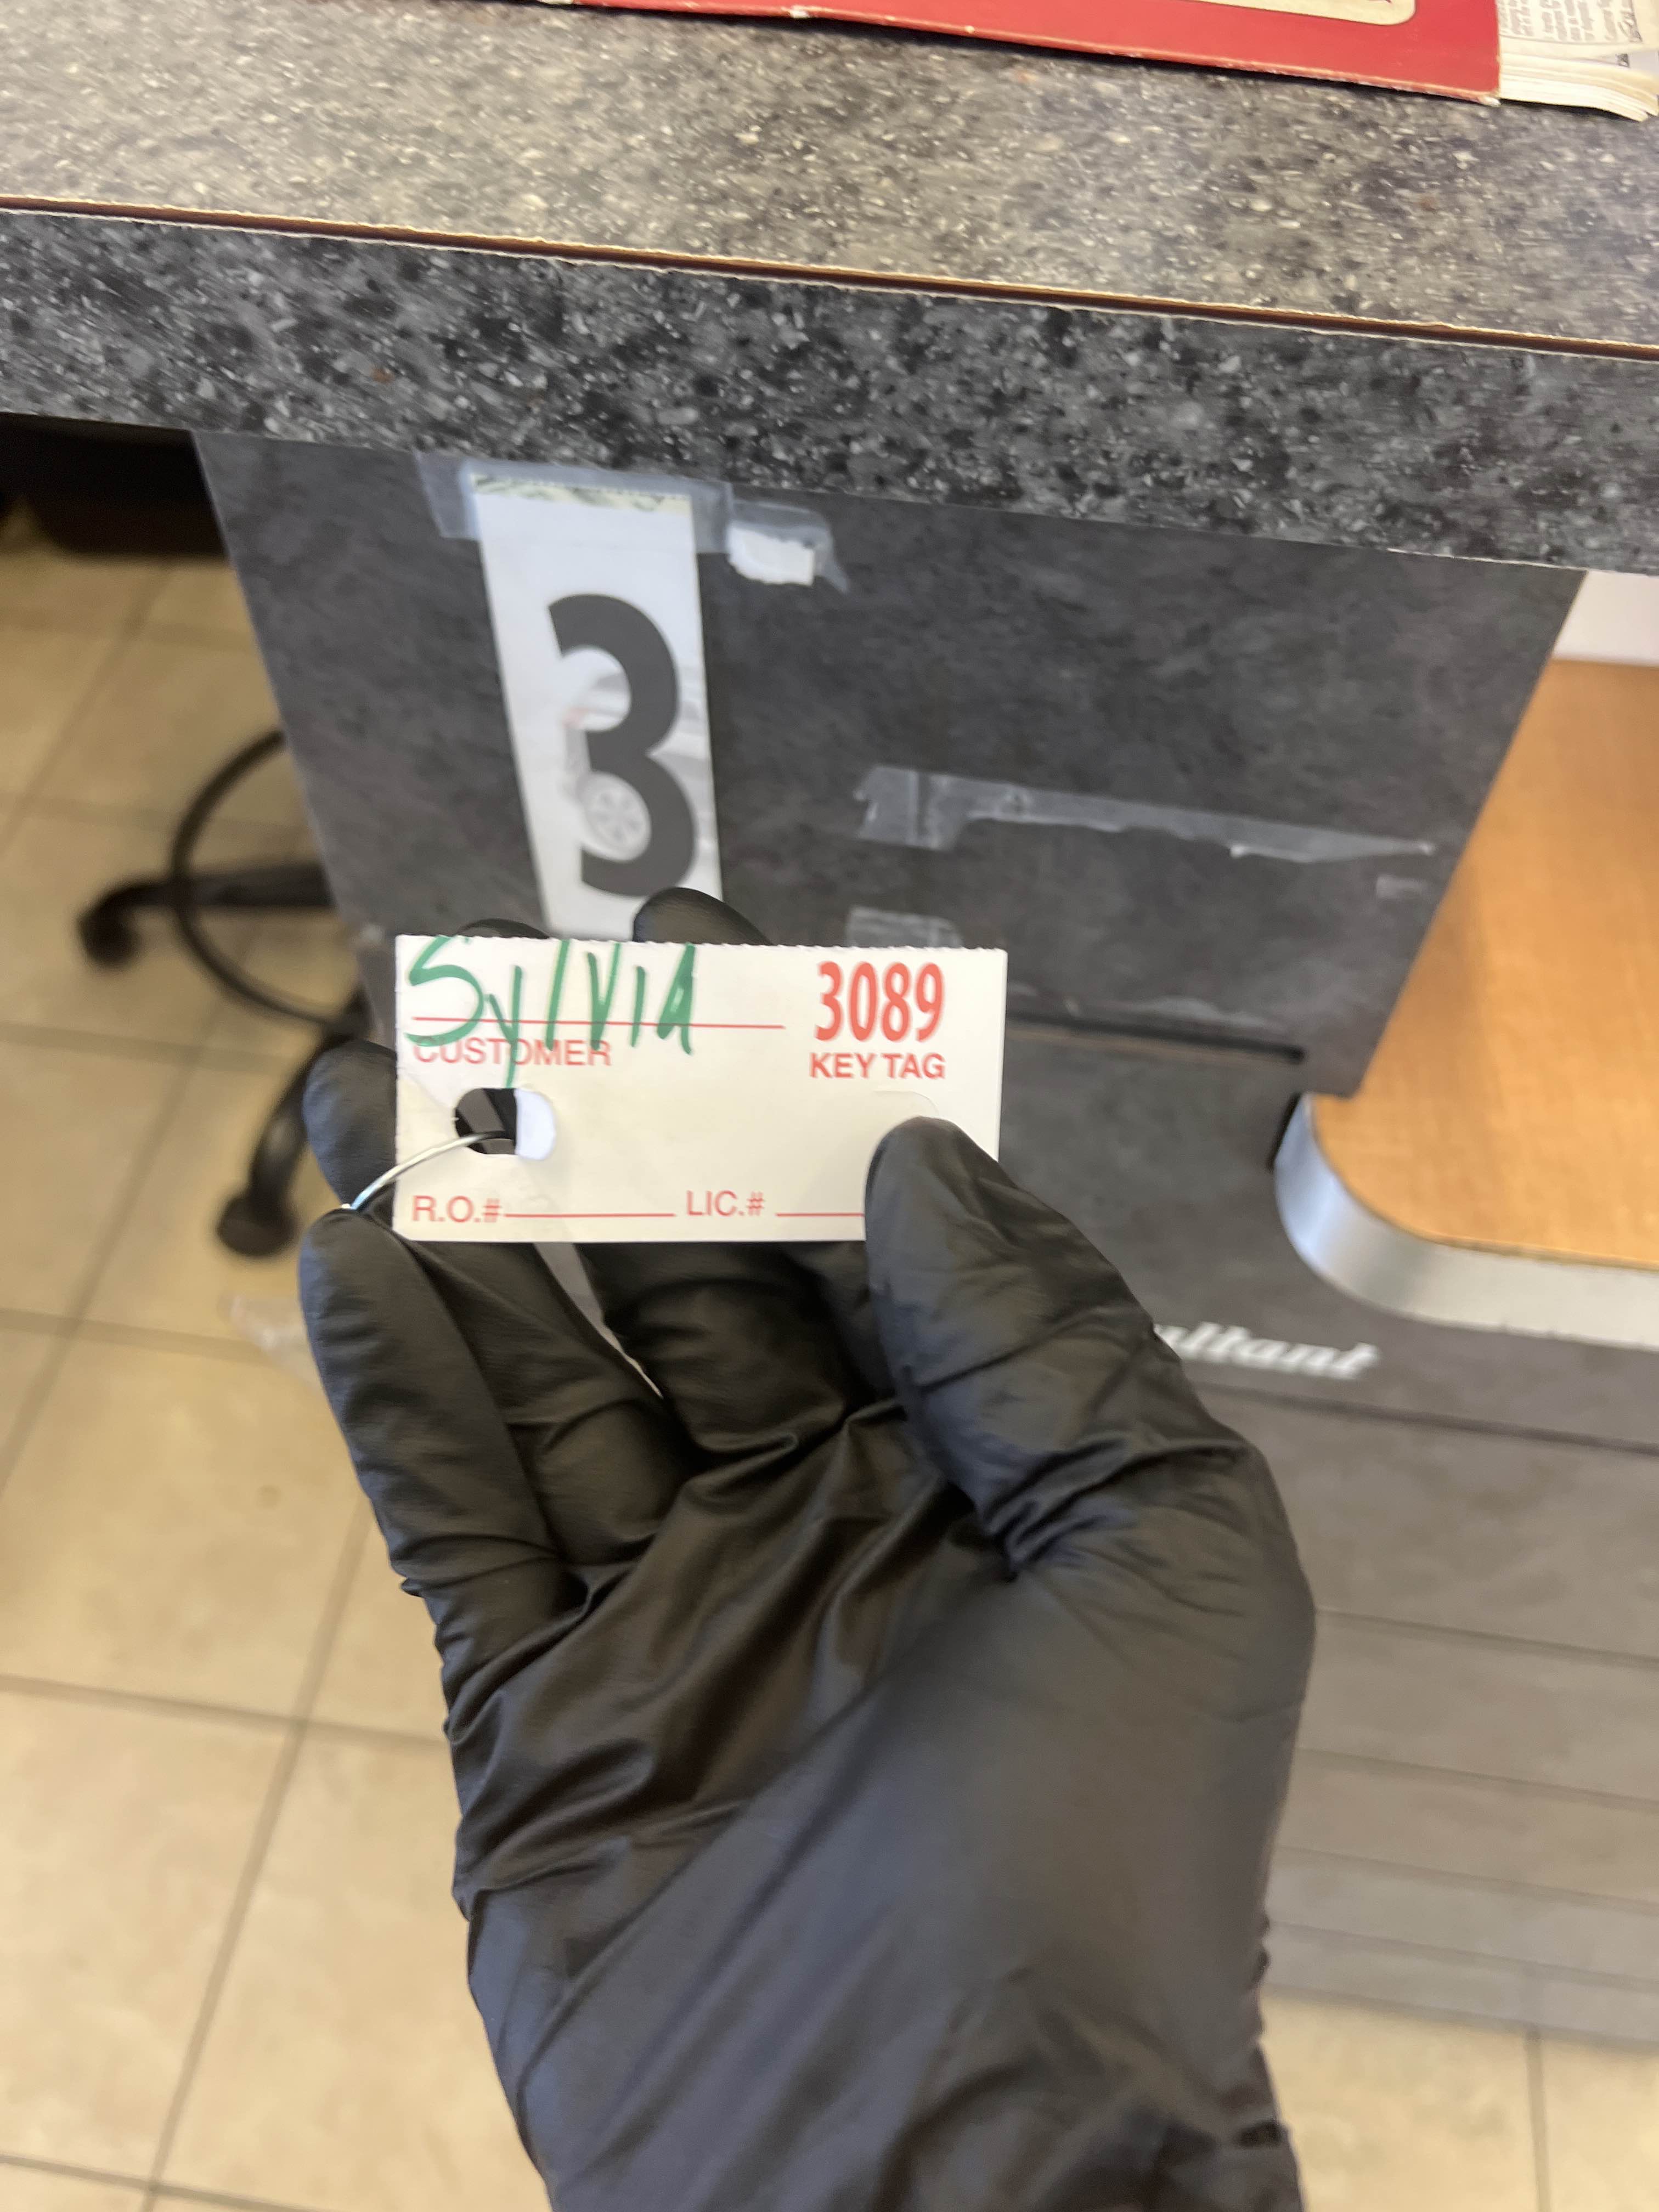 3
Sylvia
3089
CUSTOMER
KEY TAG
R.O.#
LIC.#